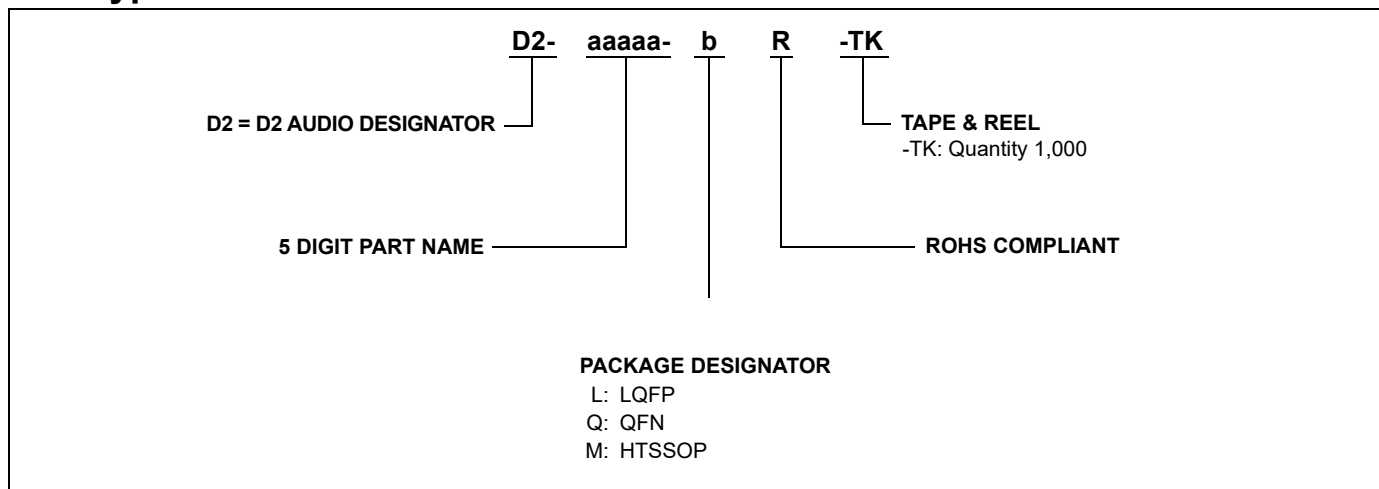 D2- aaaaa- b R -TK
D2 = D2 AUDIO DESIGNATOR
TAPE & REEL
-TK: Quantity 1,000
5 DIGIT PART NAME
ROHS COMPLIANT
PACKAGE DESIGNATOR
L: LQFP
Q: QFN
M: HTSSOP